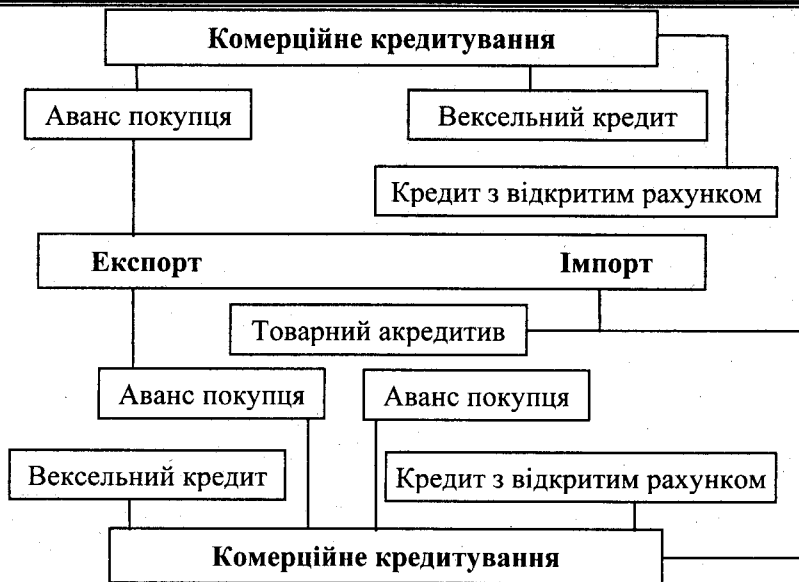 Комерційне кредитування
Аванс покупця
Вексельний кредит
Кредит з відкритим рахунком
Експорт Імпорт
Товарний акредитив
Аванс покупця Аванс покупця
Вексельний кредит Кредит з відкритим рахунком
Комерційне кредитування